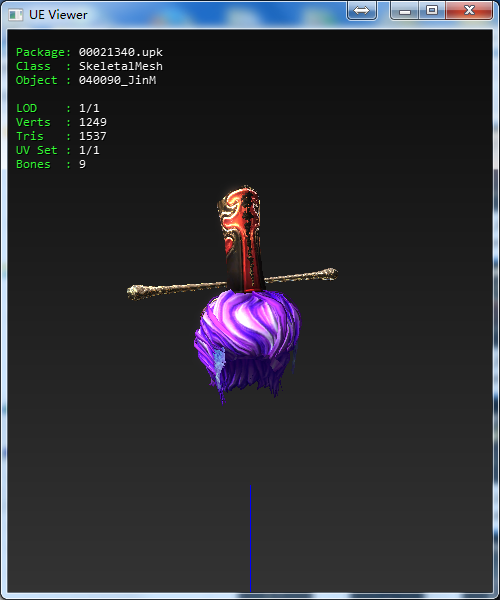 UE Viewer
Package: 00021340.upk
Class  : SkeletalMesh
Object : 040090_JinM
LOD    : 1/1
Verts  : 1249
Tris   : 1537
UV Set : 1/1
Bones  : 9